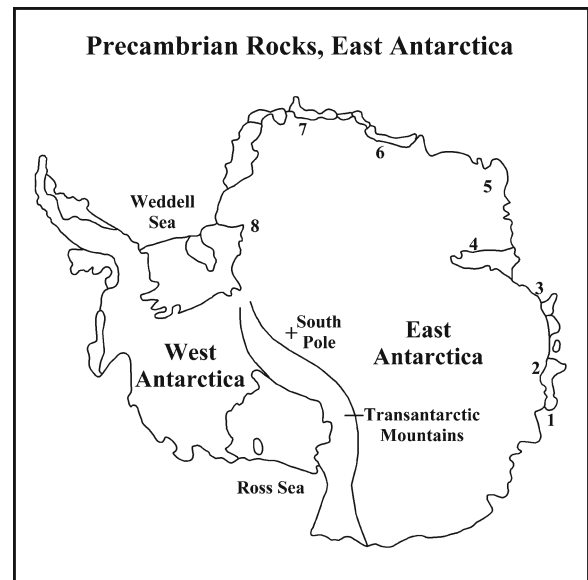 Precambrian Rocks, East Antarctica
7
6
5
Weddell
Sea
8
4
3
South
Pole
East
Antarctica
West
Antarctica
2
1
Transantarctic
Mountains
Ross Sea